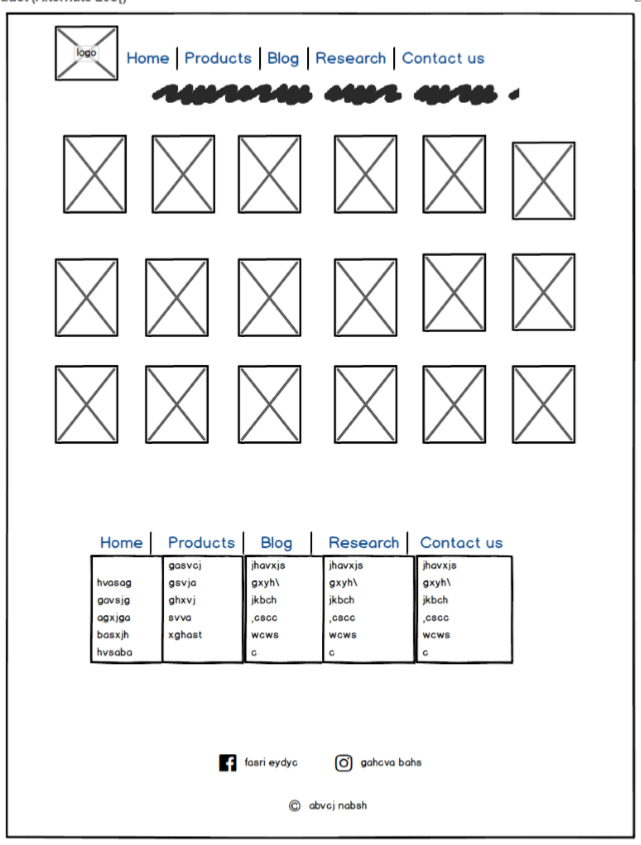 logo
Home Products Blog Research Contact us
Home Products Blog Research Contact us
gasvcj jhavxjs jhavxjs jhavxjs
hvasag gsvja gxyh\ gxyh\ gxyh\
gavsjg ghxvj jkbch jkbch jkbch
agxjga svva ,cscc ,cscc ,cscc
basxjh xghast wcws wcws wcws
hvsaba c c c
fasri eydyc gahcva bahs
© abvcj nabsh